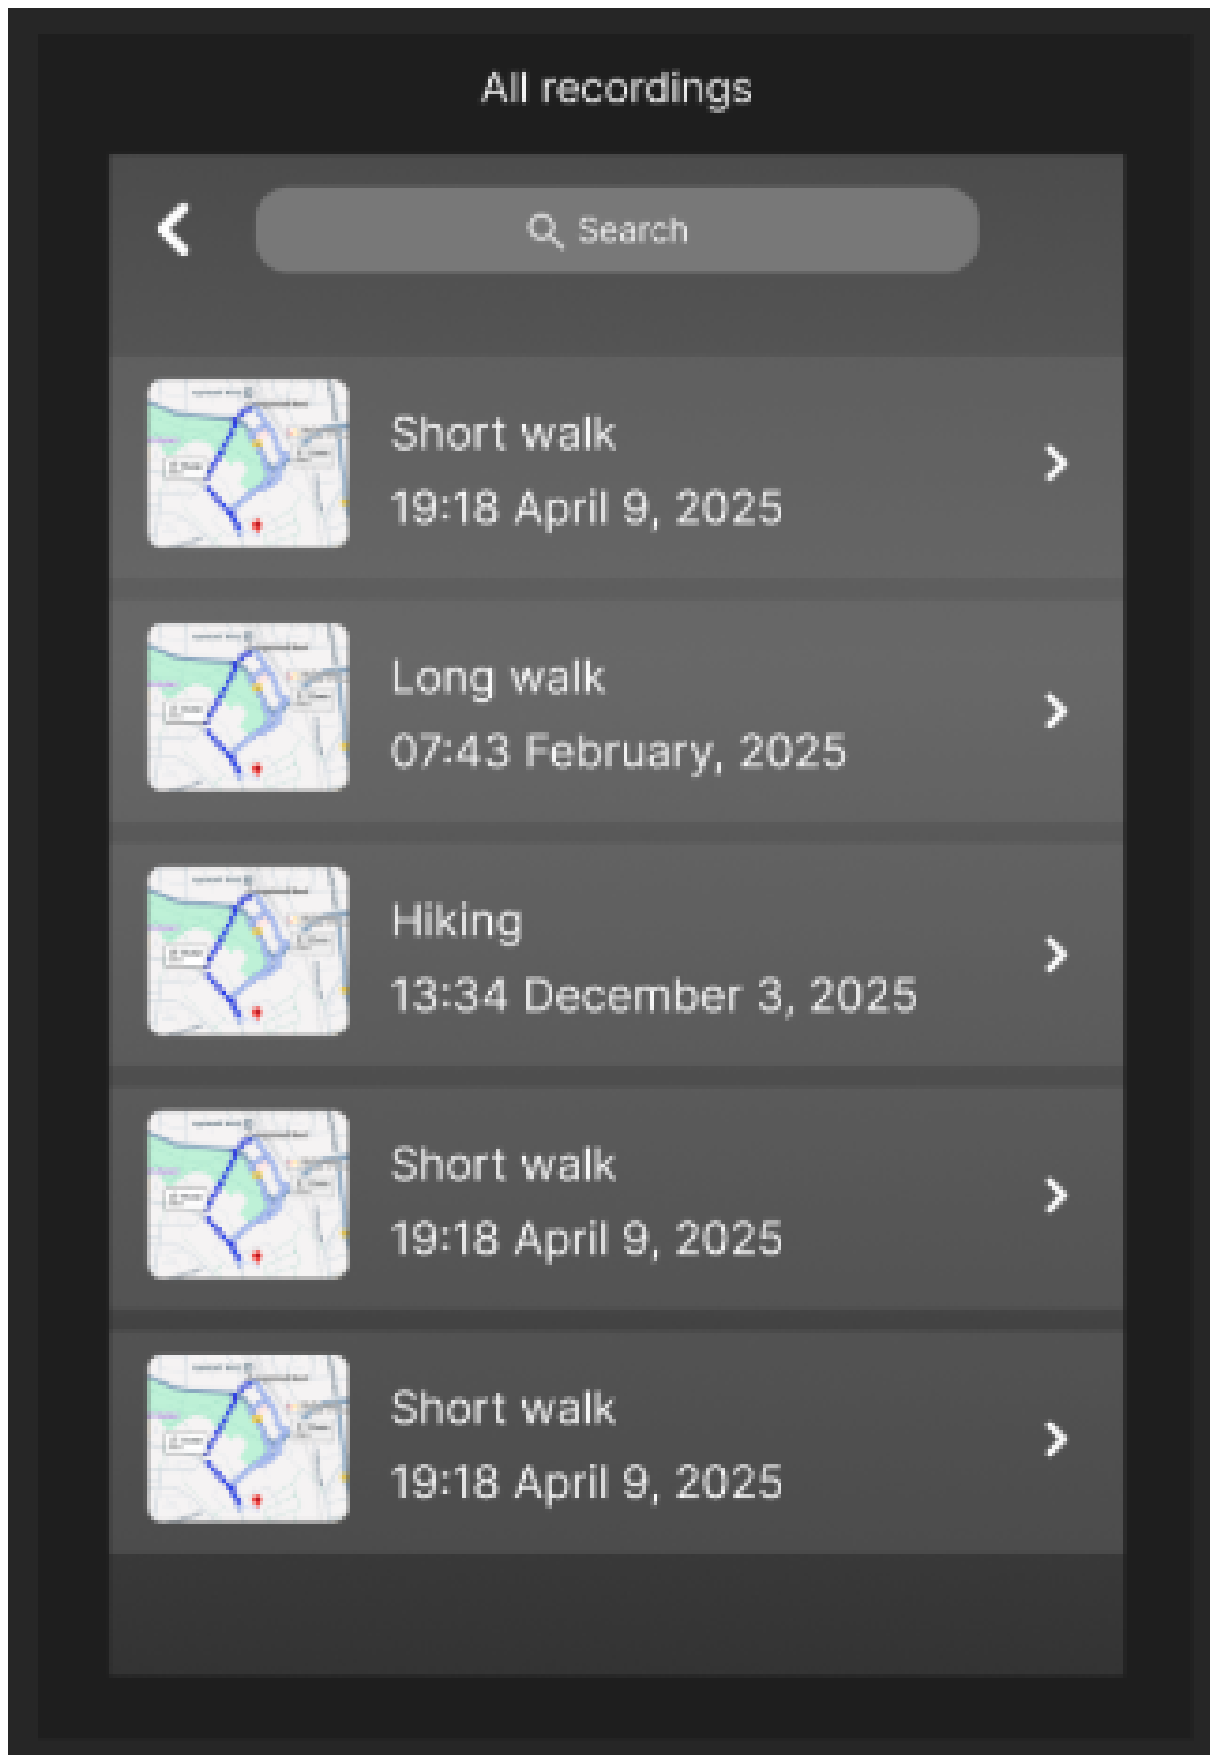 All recordings
Search
Short walk
19:18 April 9, 2025
Long walk
07:43 February, 2025
Hiking
13:34 December 3, 2025
Short walk
19:18 April 9, 2025
Short walk
19:18 April 9, 2025